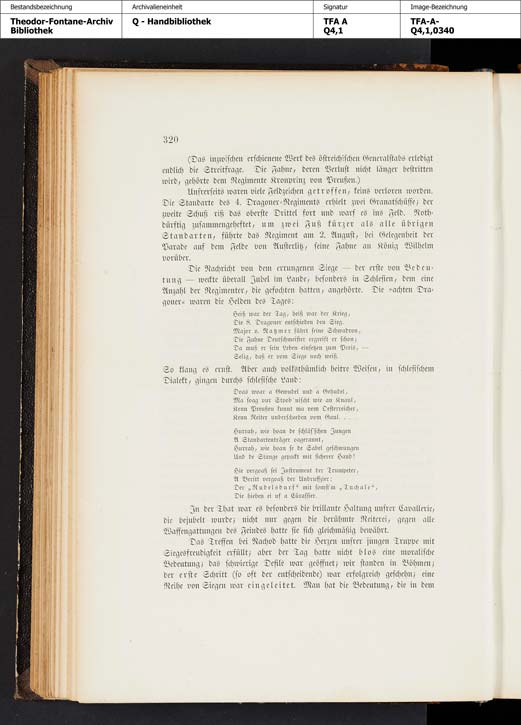 Bestandsbezeichnung
Archivalieneinheit
Signatur
Image-Bezeichnung
Theodor-Fontane-Archiv
Bibliothek
Q - Handbibliothek
TFA A
Q4,1
TFA-A-
Q4,1,0340
320
(Das inzwischen erschienene Werk des östreichischen Generalstabs erledigt
endlich die Streitfrage. Die Fahne, deren Verlust nicht länger bestritten
wird, gehörte dem Regimente Kronprinz von Preußen.)
Unsrerseits waren viele Feldzeichen getroffen, keins verloren worden.
Die Standarte des 4. Dragoner-Regiments erhielt zwei Granatschüsse; der
zweite Schuß riß das oberste Drittel fort und warf es ins Feld. Noth-
dürftig zusammengeheftet, um zwei Fuß kürzer als alle übrigen
Standarten, führte das Regiment am 2. August, bei Gelegenheit der
Parade auf dem Felde von Austerlitz, seine Fahne an König Wilhelm
vorüber.
Die Nachricht von dem errungenen Siege — der erste von Bedeu-
tung — weckte überall Jubel im Lande, besonders in Schlesien, dem eine
Anzahl der Regimenter, die gefochten hatten, angehörte. Die »achten Dra-
goner« waren die Helden des Tages:
Heiß war der Tag, heiß war der Krieg,
Die 8. Dragoner entschieden den Sieg.
Major v. Natzmer führt seine Schwadron,
Die Fahne Deutschmeister ergreift er schon;
Da muß er sein Leben einsetzen zum Preis, —
Selig, daß er vom Siege noch weiß.
So klang es ernst. Aber auch volksthümlich heitre Weisen, in schlesischem
Dialekt, gingen durchs schlesische Land:
Doas woar a Gewudel und a Gehudel,
Ma soag vur Stoob nischt wie an Knaul,
Kenn Preußen kunnt ma vom Oesterreicher,
Kenn Reiter underscheeden vom Gaul. . . .
Hurrah, wie hoan de schläs'schen Jungen
A Standartenträger oagerannt,
Hurrah, wie hoan se de Sabel geschwungen
Und de Stange gepackt mit sicherer Hand!
Hie vergoaß sei Instrument der Trumpeter,
A Beritt vergoaß der Undruffzjer:
Der „Rudelsdurf“ mit somst'm „Tuchale“,
Die hieben ei uf a Cürassier.
In der That war es besonders die brillante Haltung unsrer Cavallerie,
die bejubelt wurde; nicht nur gegen die berühmte Reiterei, gegen alle
Waffengattungen des Feindes hatte sie sich gleichmäßig bewährt.
Das Treffen bei Nachod hatte die Herzen unsrer jungen Truppe mit
Siegesfreudigkeit erfüllt; aber der Tag hatte nicht blos eine moralische
Bedeutung; das schwierige Defilé war geöffnet; wir standen in Böhmen;
der erste Schritt (so oft der entscheidende) war erfolgreich geschehn; eine
Reihe von Siegen war eingeleitet. Man hat die Bedeutung, die in dem